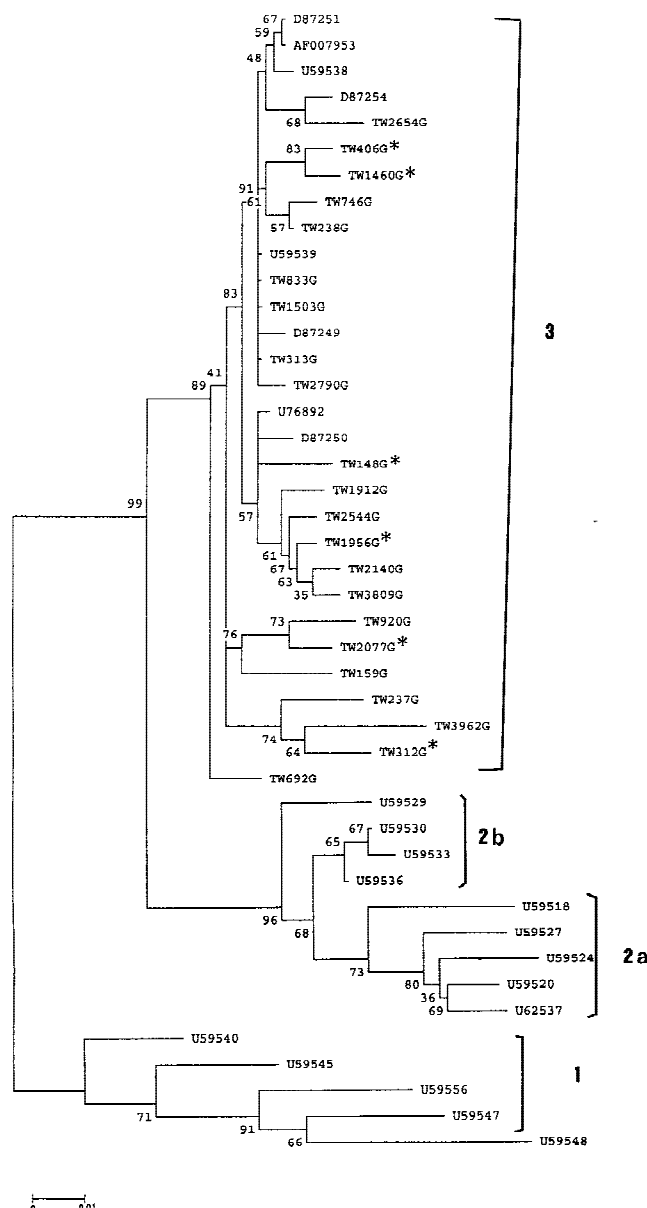 67 D87251
59
AF007953
48
U59538
D87254
68 TW2654G
83 TW406G*
91 TW1460G*
61 TW746G
57 TW238G
U59539
TW833G
83
TW1503G
D87249
3
TW313G
41
89 TW2790G
U76892
D87250
TW148G*
TW1912G
99
57 TW2544G
61 TW1956G*
67 TW2140G
63
35 TW3809G
73 TW920G
76 TW2077G*
TW159G
TW237G
74 TW3962G
64 TW312G*
TW692G
U59529
67 U59530
65
2b
U59533
U59536
96 U59518
68
U59527
U59524
2a
73
80 U59520
36
69 U62537
U59540
U59545
1
U59556
71 U59547
91
66 U59548
0 0.01